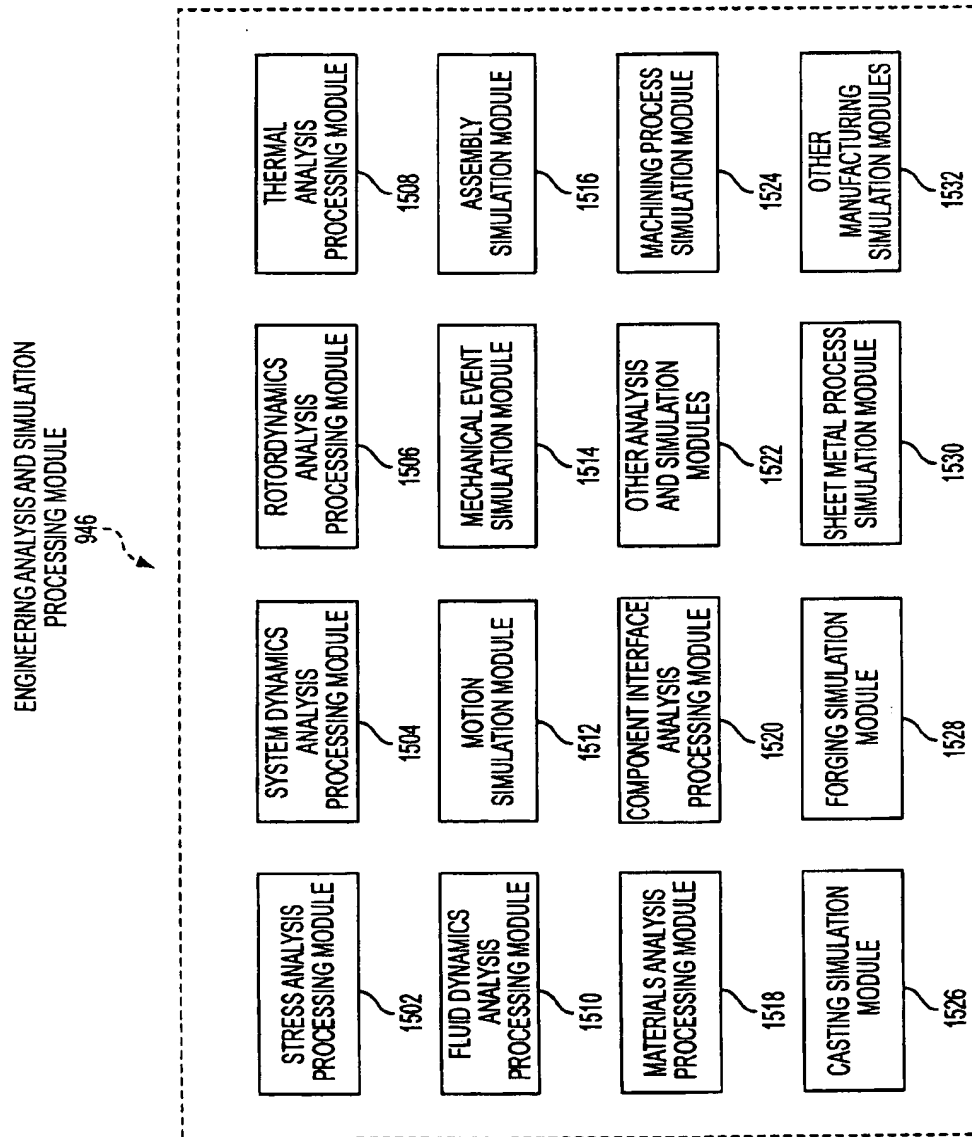 ENGINEERING ANALYSIS AND SIMULATION
PROCESSING MODULE
946
STRESS ANALYSIS
PROCESSING MODULE
1502
SYSTEM DYNAMICS
ANALYSIS
PROCESSING MODULE
1504
ROTORDYNAMICS
ANALYSIS
PROCESSING MODULE
1506
THERMAL
ANALYSIS
PROCESSING MODULE
1508
FLUID DYNAMICS
ANALYSIS
PROCESSING MODULE
1510
MOTION
SIMULATION MODULE
1512
MECHANICAL EVENT
SIMULATION MODULE
1514
ASSEMBLY
SIMULATION MODULE
1516
MATERIALS ANALYSIS
PROCESSING MODULE
1518
COMPONENT INTERFACE
ANALYSIS
PROCESSING MODULE
1520
OTHER ANALYSIS
AND SIMULATION
MODULES
1522
MACHINING PROCESS
SIMULATION MODULE
1524
CASTING SIMULATION
MODULE
1526
FORGING SIMULATION
MODULE
1528
SHEET METAL PROCESS
SIMULATION MODULE
1530
OTHER
MANUFACTURING
SIMULATION MODULES
1532